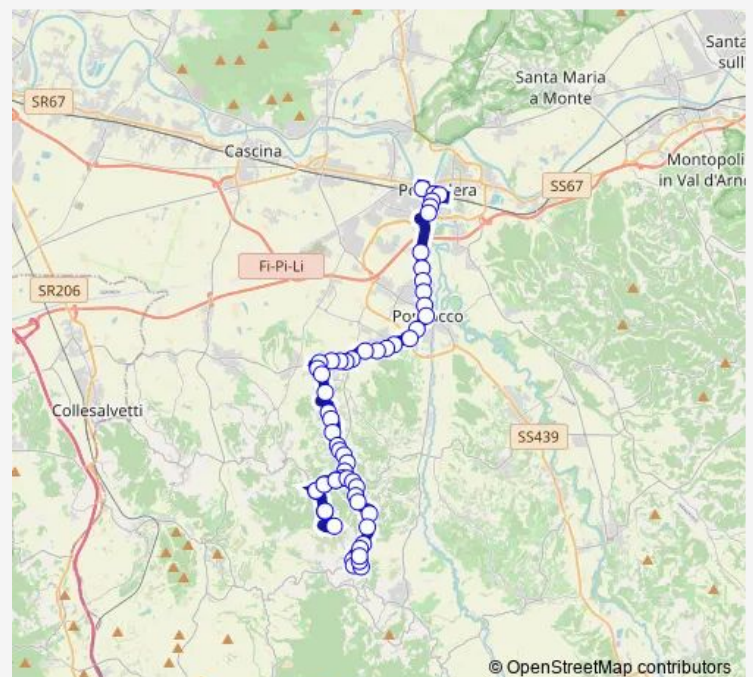 Santa
sull'
Santa Maria
a Monte
SR67
Cascina
Montopoli
in Val d'Arno
SS67
Fi-Pi-Li
SR206
Collesalvetti
SS439
© OpenStreetMap contributors